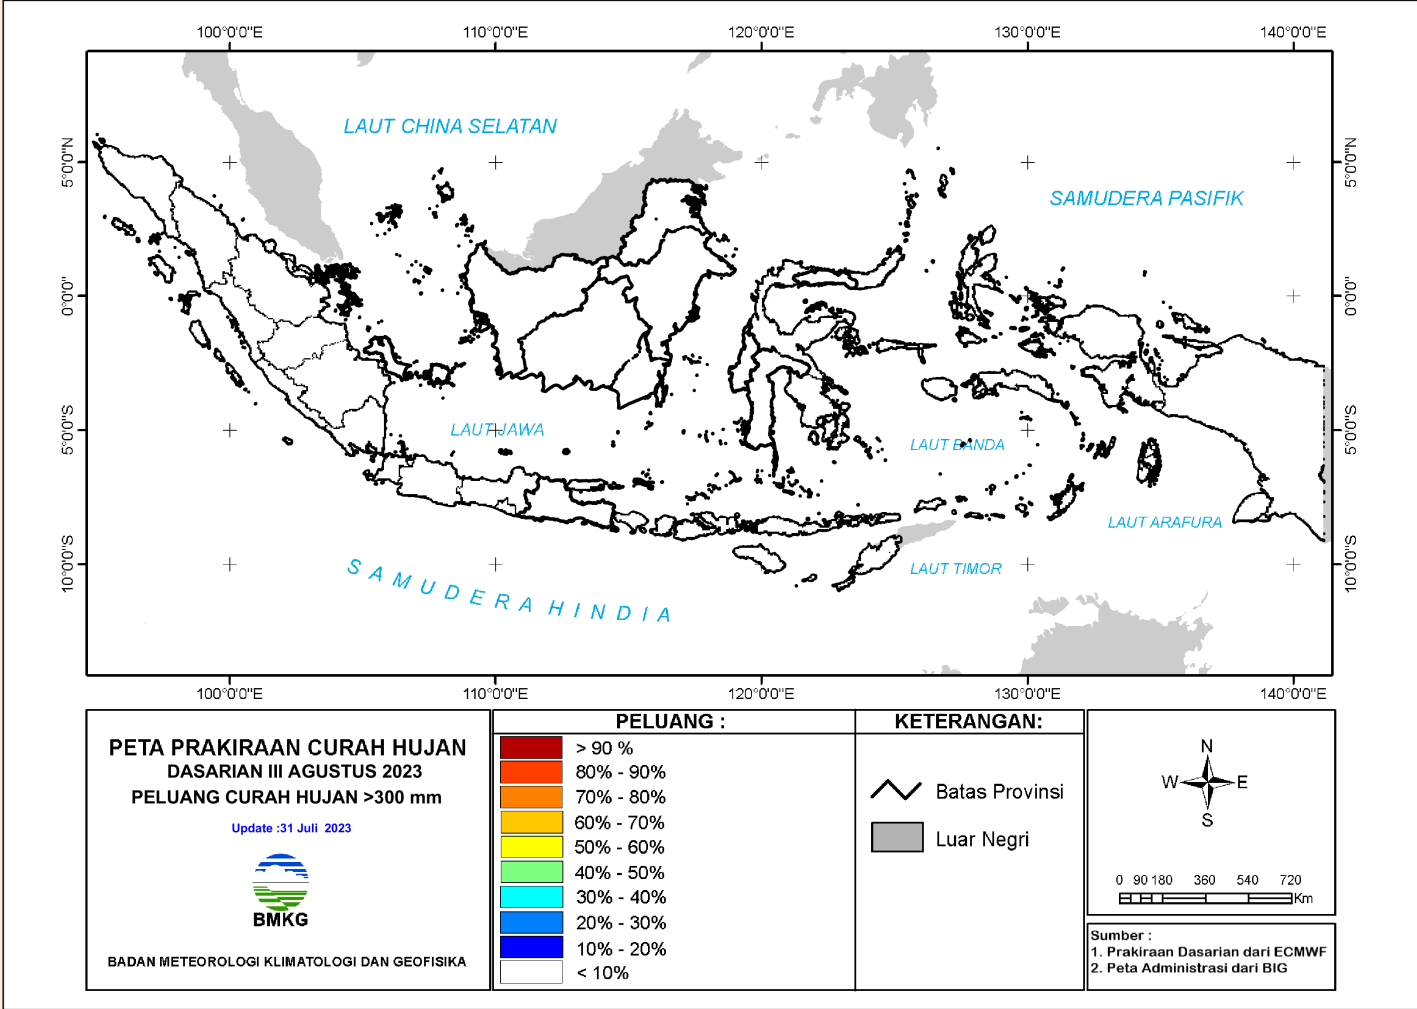 100°0'0"E 110°0'0"E 120°0'0"E 130°0'0"E 140°0'0"E
LAUT CHINA SELATAN
5°0'0"N 5°0'0"N
SAMUDERA PASIFIK
0°0'0" 0°0'0"
5°0'0"S 5°0'0"S
LAUT JAWA
LAUT BANDA
LAUT ARAFURA
10°0'0"S 10°0'0"S
LAUT TIMOR
SAMUDERA HINDIA
100°0'0"E 110°0'0"E 120°0'0"E 130°0'0"E 140°0'0"E
PETA PRAKIRAAN CURAH HUJAN
DASARIAN III AGUSTUS 2023
PELUANG CURAH HUJAN >300 mm
Update :31 Juli 2023
BMKG
BADAN METEOROLOGI KLIMATOLOGI DAN GEOFISIKA
PELUANG :
> 90 %
80% - 90%
70% - 80%
60% - 70%
50% - 60%
40% - 50%
30% - 40%
20% - 30%
10% - 20%
< 10%
KETERANGAN:
Batas Provinsi
Luar Negri
N
W E
S
0 90 180 360 540 720
Km
Sumber :
1. Prakiraan Dasarian dari ECMWF
2. Peta Administrasi dari BIG